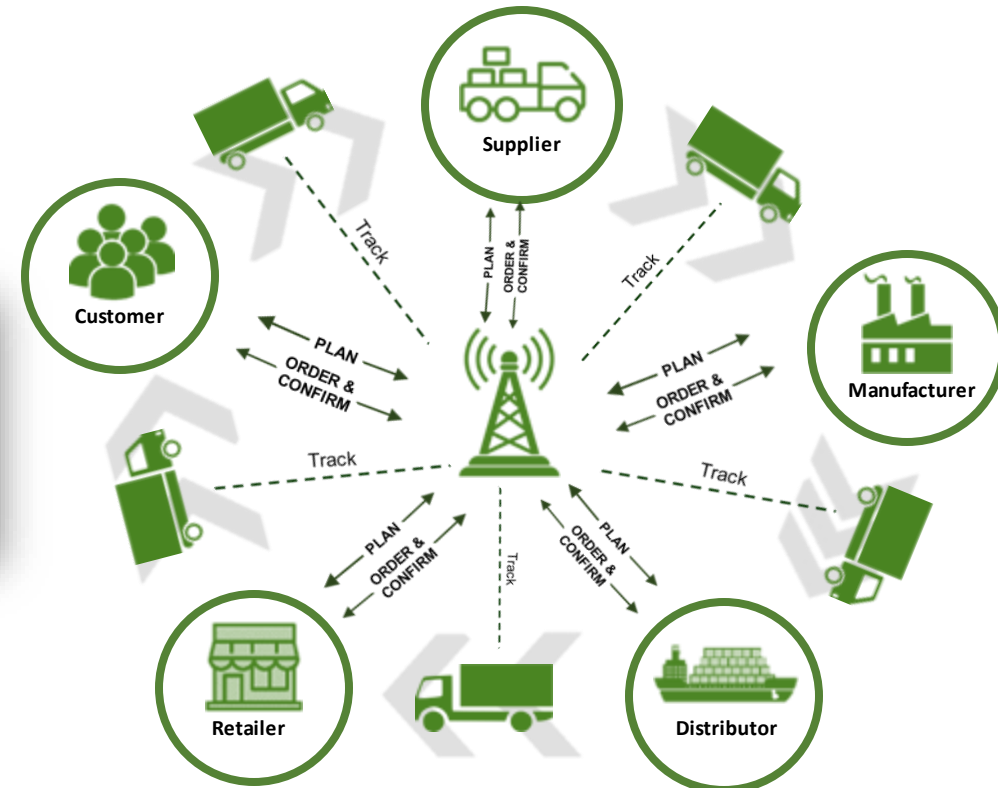 Supplier
PLAN
ORDER &
CONFIRM
Track
Track
Customer
PLAN
ORDER &
CONFIRM
Manufacturer
PLAN
ORDER &
CONFIRM
Track
Track
PLAN
ORDER &
CONFIRM
Track
PLAN
ORDER &
CONFIRM
Retailer
Distributor